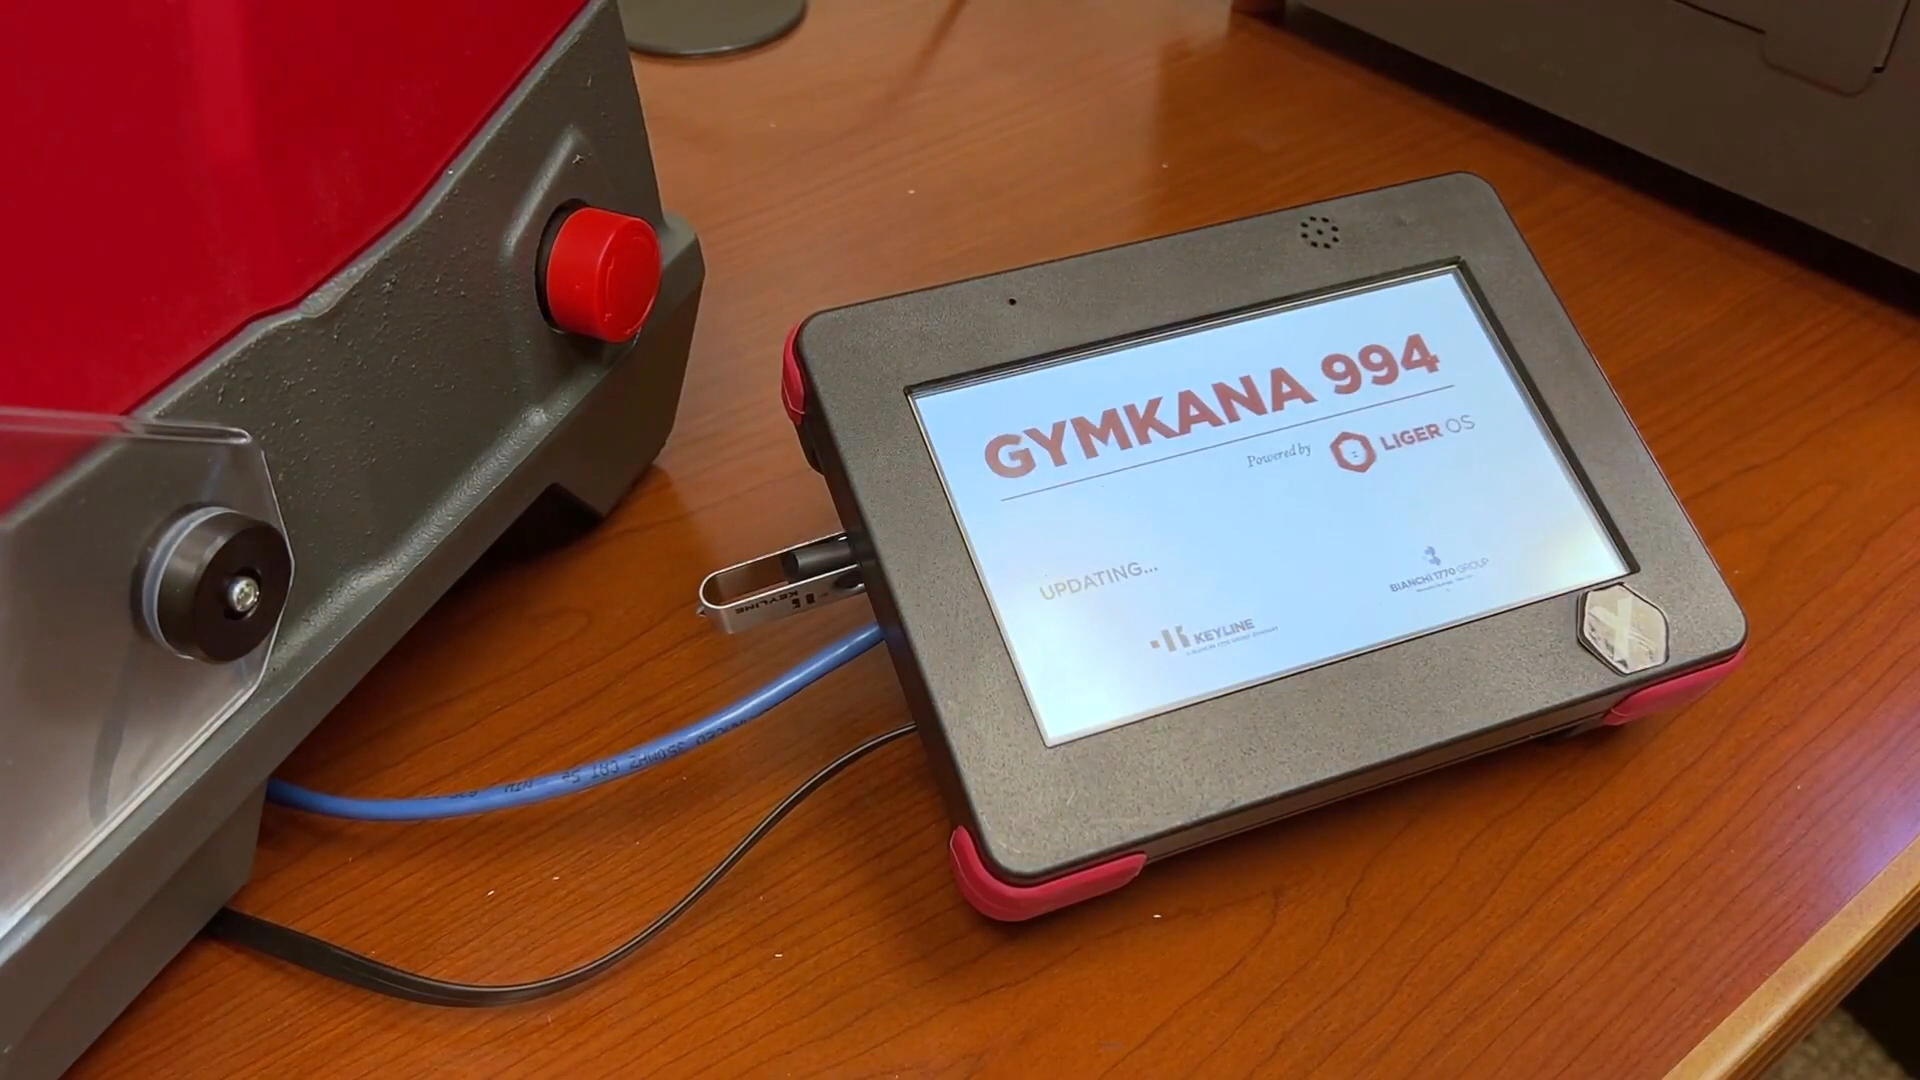 GYMKANA 994
Powered by LIGER OS
UPDATING...
BIANCHI 1770 GROUP
KEYLINE
KEYLINE